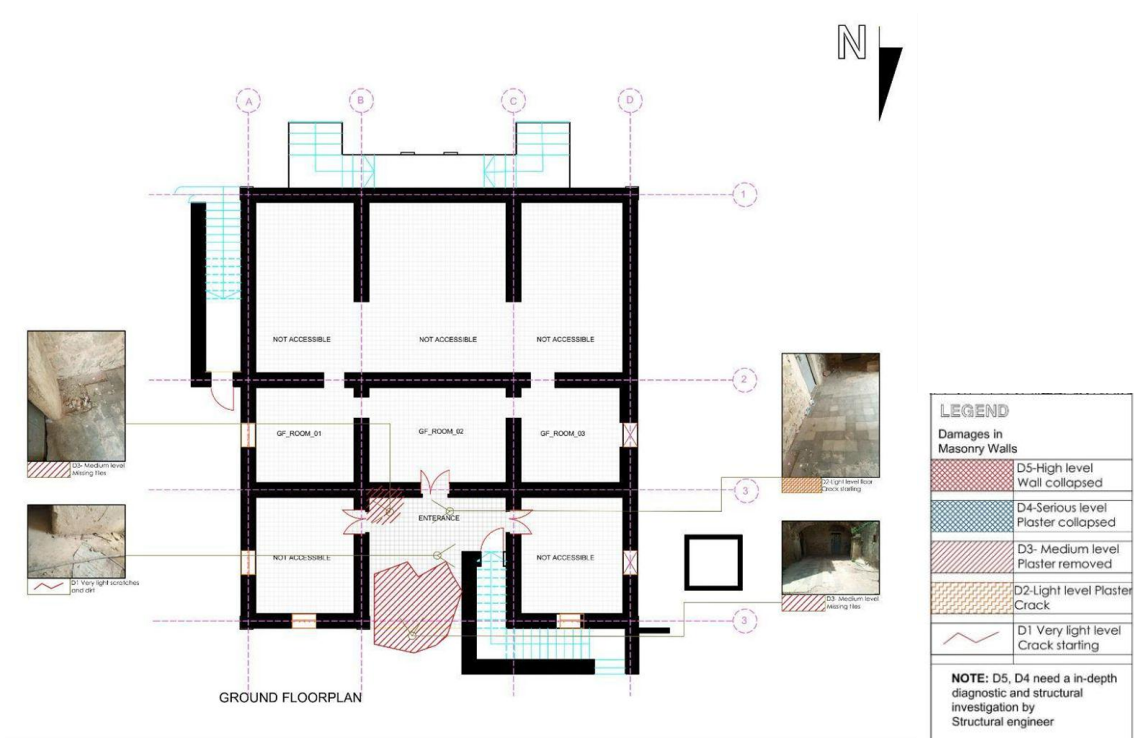 N
A
B
C
D
1
NOT ACCESSIBLE
NOT ACCESSIBLE
NOT ACCESSIBLE
2
GF_ROOM_01
GF_ROOM_02
GF_ROOM_03
D3- Medium level
Missing tiles
D2-Light level floor
Crack starting
3
ENTERANCE
NOT ACCESSIBLE
NOT ACCESSIBLE
D1 Very light scratches
and dirt
D3- Medium level
Missing tiles
3
GROUND FLOORPLAN
LEGEND
Damages in
Masonry Walls
D5-High level
Wall collapsed
D4-Serious level
Plaster collapsed
D3- Medium level
Plaster removed
D2-Light level Plaster
Crack
D1 Very light level
Crack starting
NOTE: D5, D4 need a in-depth
diagnostic and structural
investigation by
Structural engineer